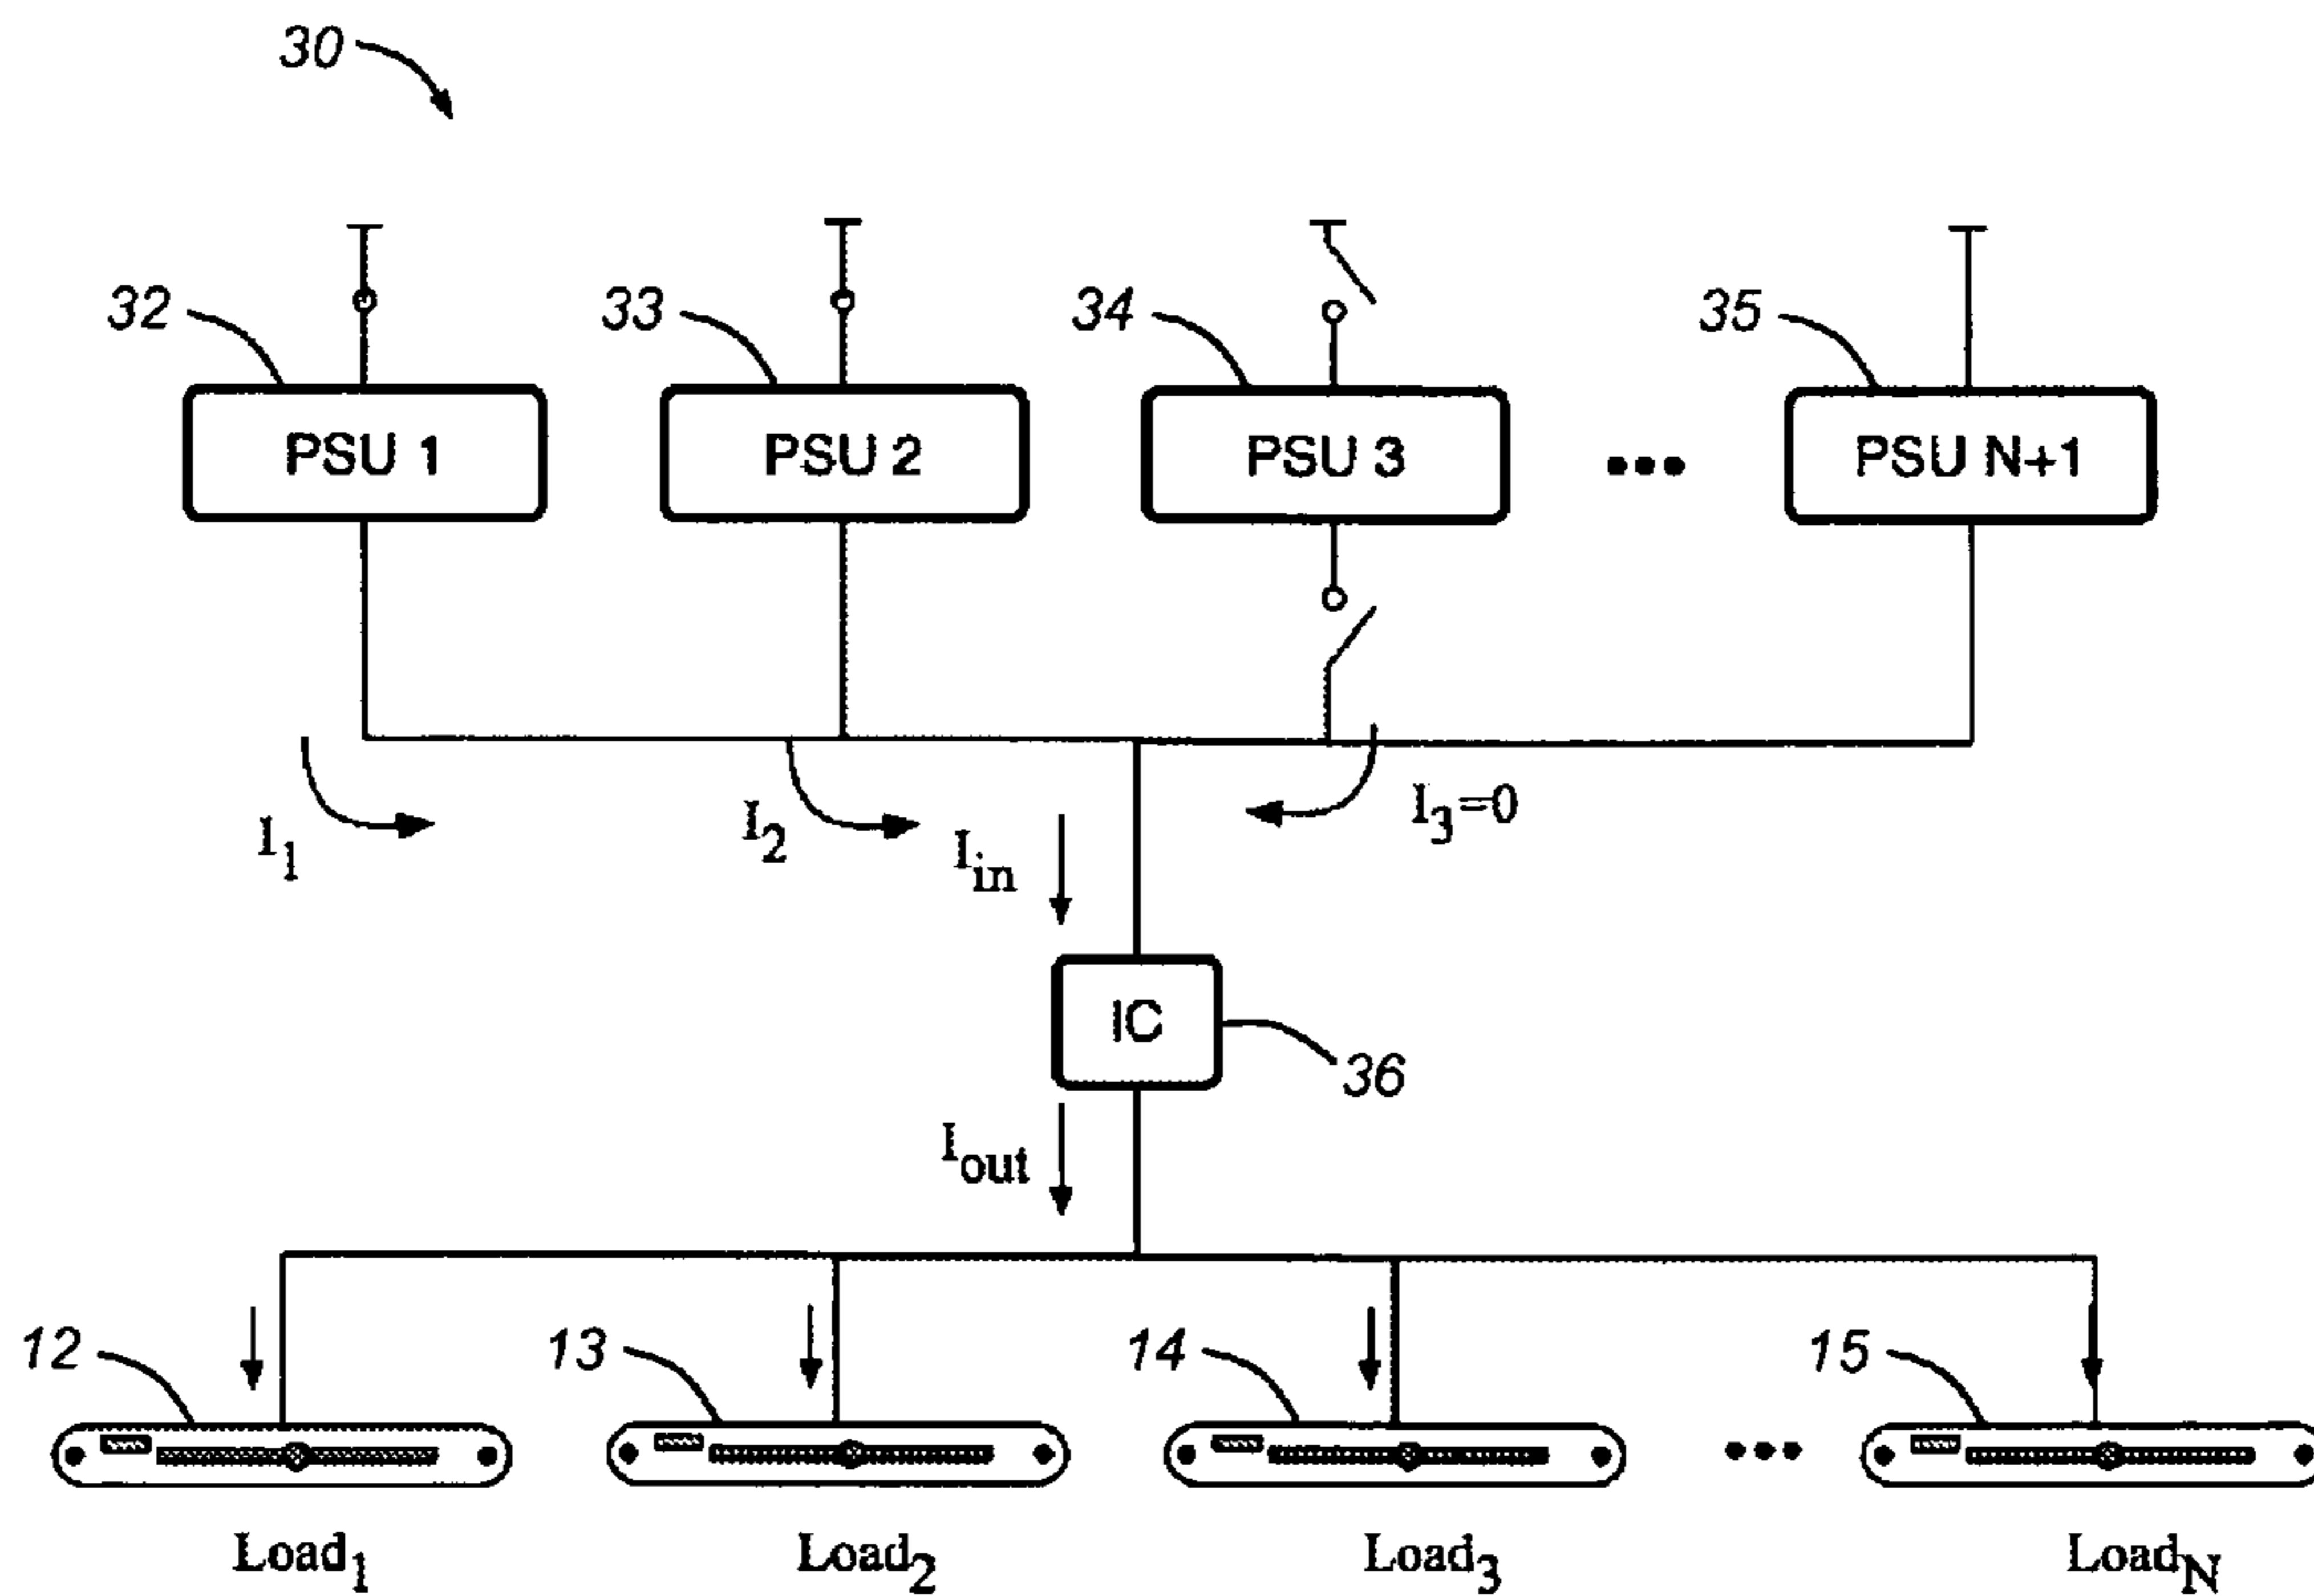 30
32
33
34
35
PSU 1
PSU 2
PSU 3
•••
PSU N+1
I₁
I₂
I₃=0
Iin
IC
36
Iout
12
13
14
15
•••
Load₁
Load₂
Load₃
LoadN